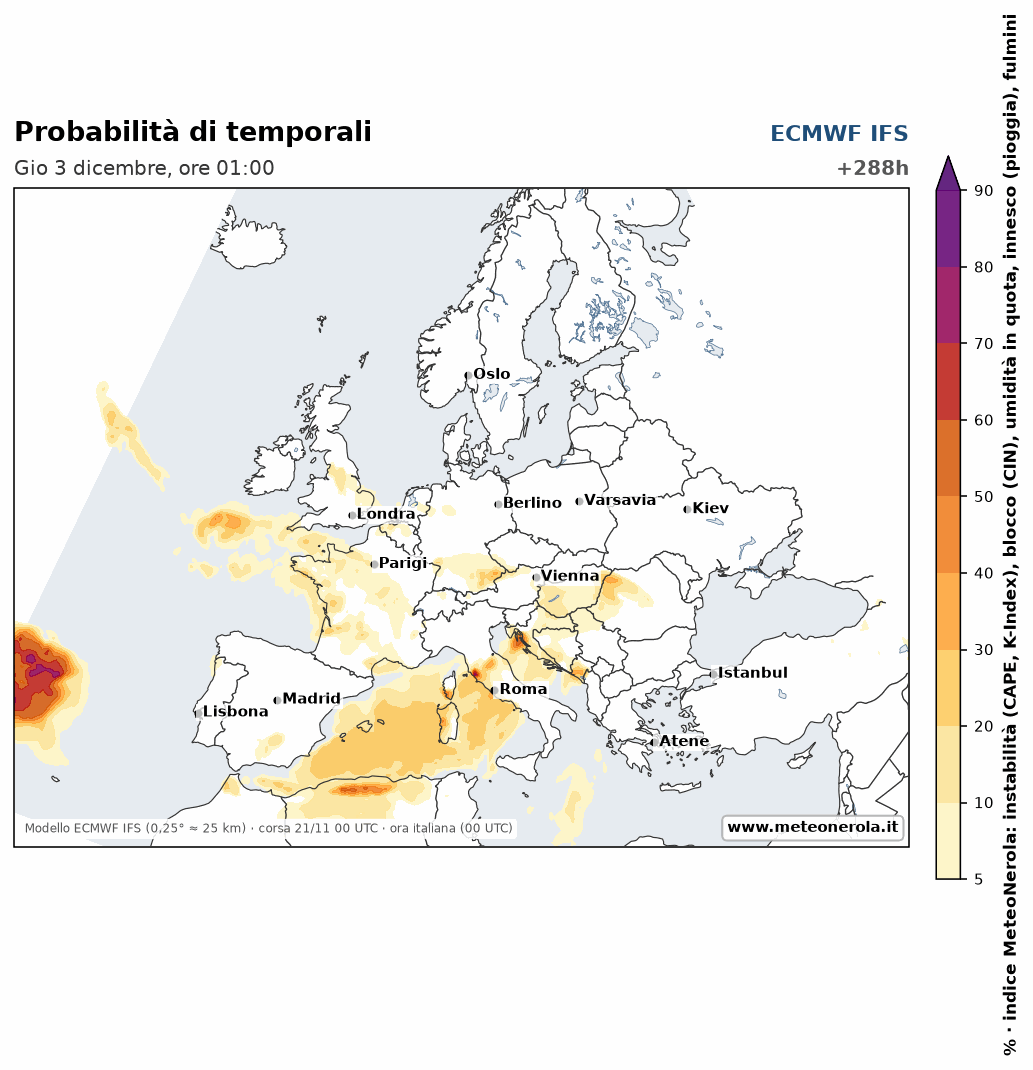 Probabilità di temporali
ECMWF IFS
Gio 3 dicembre, ore 01:00
+288h
Oslo
Londra
Berlino
Varsavia
Kiev
Parigi
Vienna
Roma
Madrid
Lisbona
Istanbul
Atene
Modello ECMWF IFS (0,25° ≈ 25 km) · corsa 21/11 00 UTC · ora italiana (00 UTC)
www.meteonerola.it
90
80
70
60
50
40
30
20
10
5
% · indice MeteoNerola: instabilità (CAPE, K-Index), blocco (CIN), umidità in quota, innesco (pioggia), fulmini